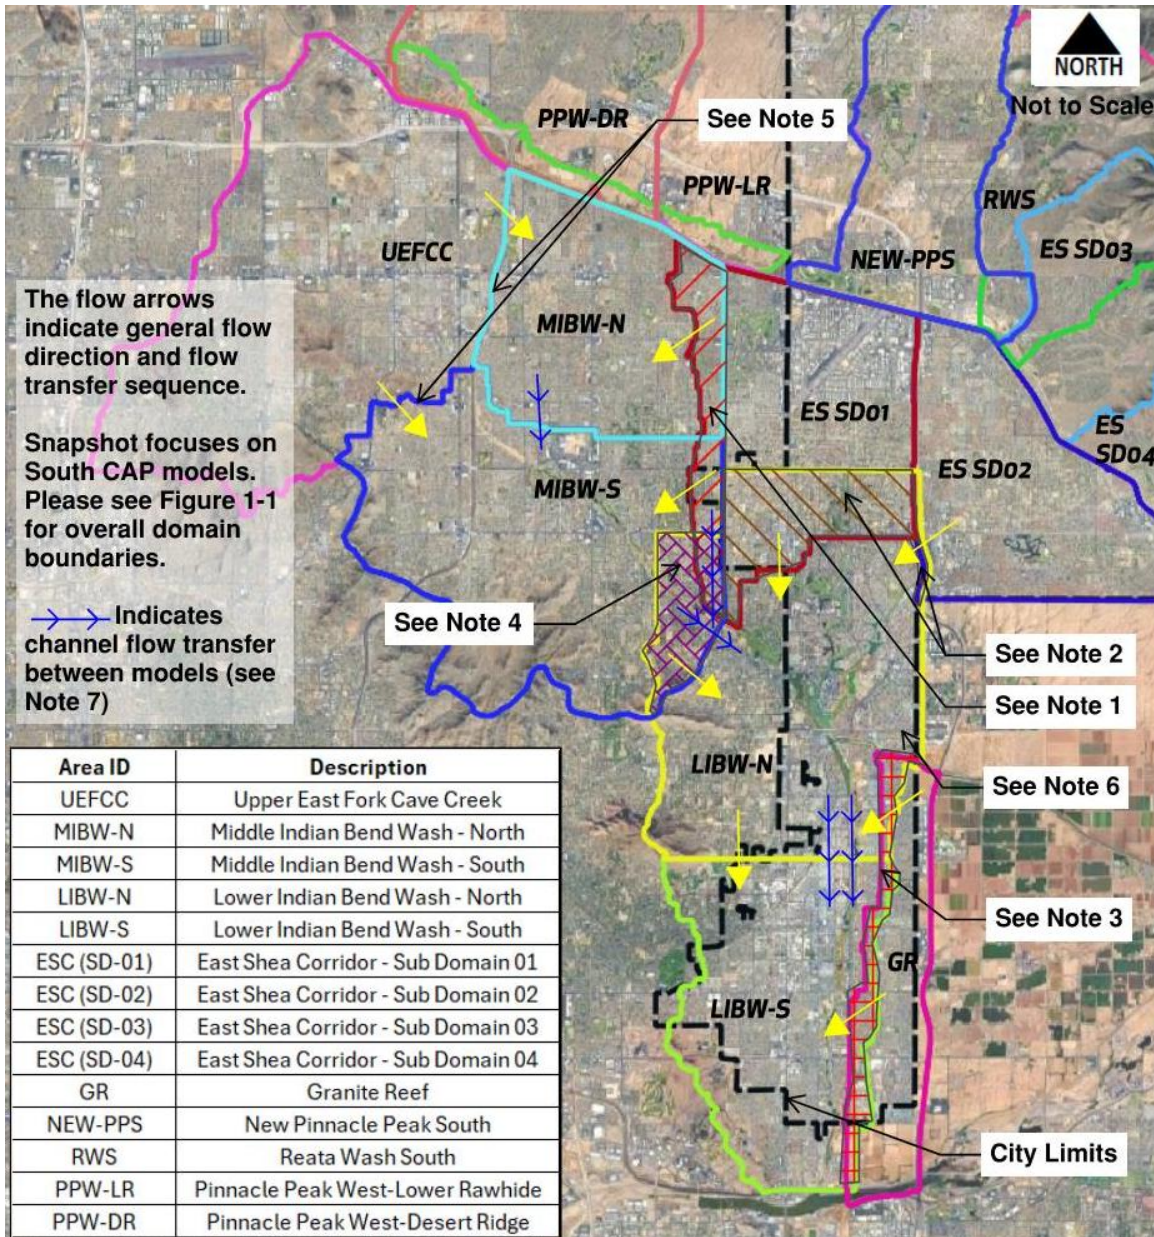 NORTH
Not to Scale
PPW-DR
See Note 5
PPW-LR
RWS
UEFCC
NEW-PPS
ES SD03
The flow arrows
indicate general flow
direction and flow
transfer sequence.
MIBW-N
Snapshot focuses on
South CAP models.
Please see Figure 1-1
for overall domain
boundaries.
ES SD01
ES
SD04
ES SD02
MIBW-S
Indicates
channel flow transfer
between models (see
Note 7)
See Note 4
See Note 2
See Note 1
LIBW-N
See Note 6
See Note 3
GR
LIBW-S
City Limits
Area ID Description
UEFCC Upper East Fork Cave Creek
MIBW-N Middle Indian Bend Wash - North
MIBW-S Middle Indian Bend Wash - South
LIBW-N Lower Indian Bend Wash - North
LIBW-S Lower Indian Bend Wash - South
ESC (SD-01) East Shea Corridor - Sub Domain 01
ESC (SD-02) East Shea Corridor - Sub Domain 02
ESC (SD-03) East Shea Corridor - Sub Domain 03
ESC (SD-04) East Shea Corridor - Sub Domain 04
GR Granite Reef
NEW-PPS New Pinnacle Peak South
RWS Reata Wash South
PPW-LR Pinnacle Peak West-Lower Rawhide
PPW-DR Pinnacle Peak West-Desert Ridge